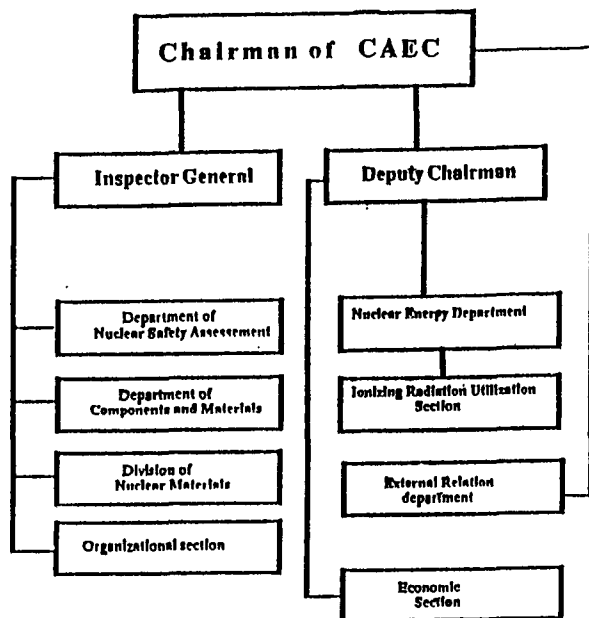 Chairman of CAEC
Inspector General
Deputy Chairman
Department of
Nuclear Safety Assessement
Department of
Components and Materials
Division of
Nuclear Materials
Organizational section
Nuclear Energy Department
Ionizing Radiation Utilization
Section
External Relation
department
Economic
Section